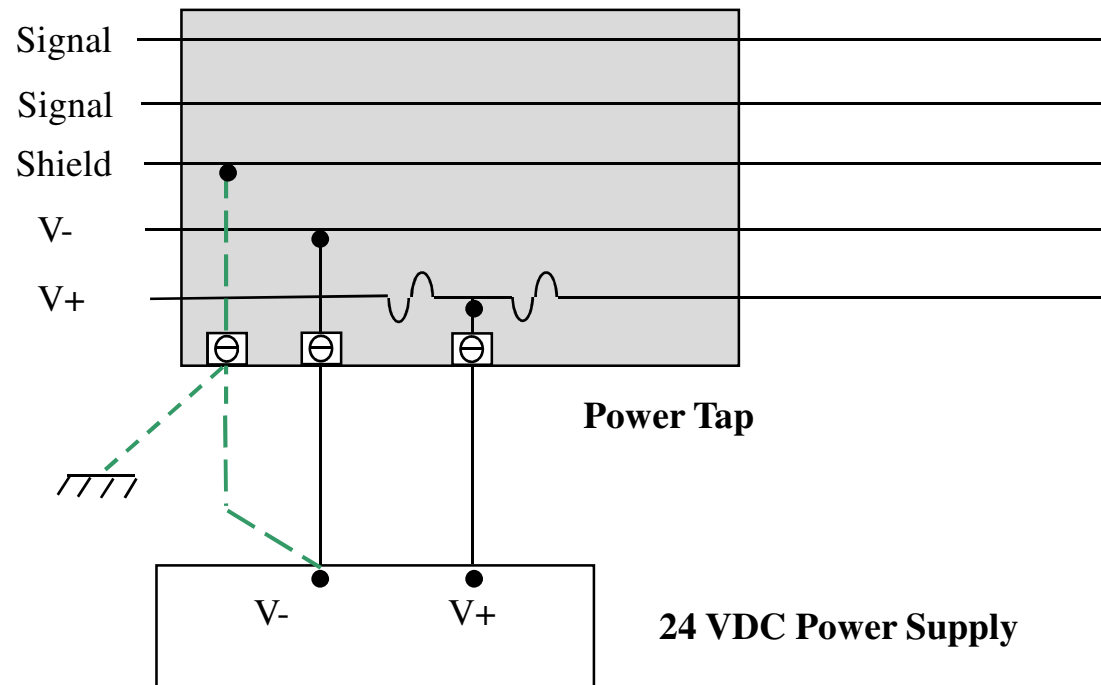 Signal
Signal
Shield
V-
V+
Power Tap
V- V+
24 VDC Power Supply